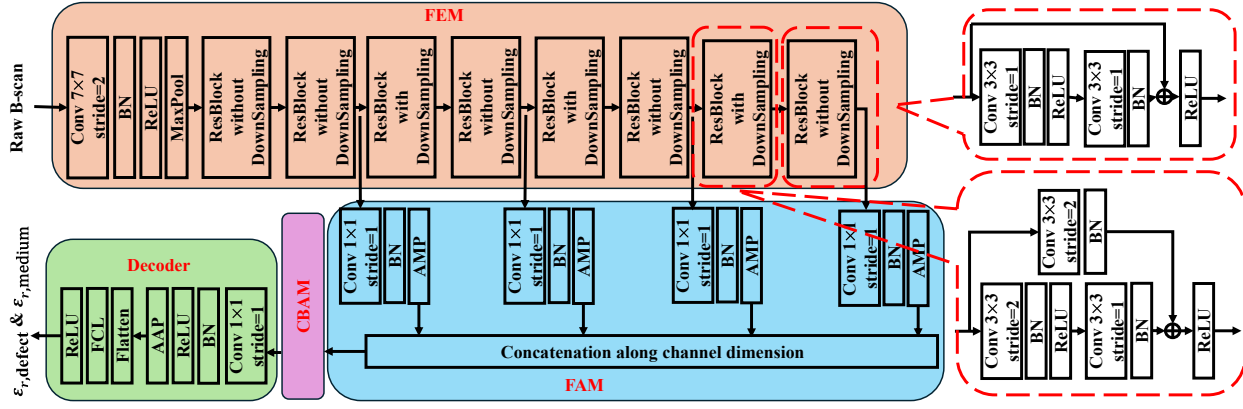 FEM
Raw B-scan
Conv 7×7
stride=2
BN
ReLU
MaxPool
ResBlock
without
DownSampling
ResBlock
without
DownSampling
ResBlock
with
DownSampling
ResBlock
without
DownSampling
ResBlock
with
DownSampling
ResBlock
without
DownSampling
ResBlock
with
DownSampling
ResBlock
without
DownSampling
Conv 3×3
stride=1
BN
ReLU
Conv 3×3
stride=1
BN
ReLU
Conv 1×1
stride=1
BN
AMP
Conv 1×1
stride=1
BN
AMP
Conv 1×1
stride=1
BN
AMP
Conv 1×1
stride=1
BN
AMP
Concatenation along channel dimension
FAM
CBAM
Decoder
Conv 1×1
stride=1
BN
ReLU
AAP
Flatten
FCL
ReLU
ε_r,defect & ε_r,medium
Conv 3×3
stride=2
BN
Conv 3×3
stride=2
BN
ReLU
Conv 3×3
stride=1
BN
ReLU